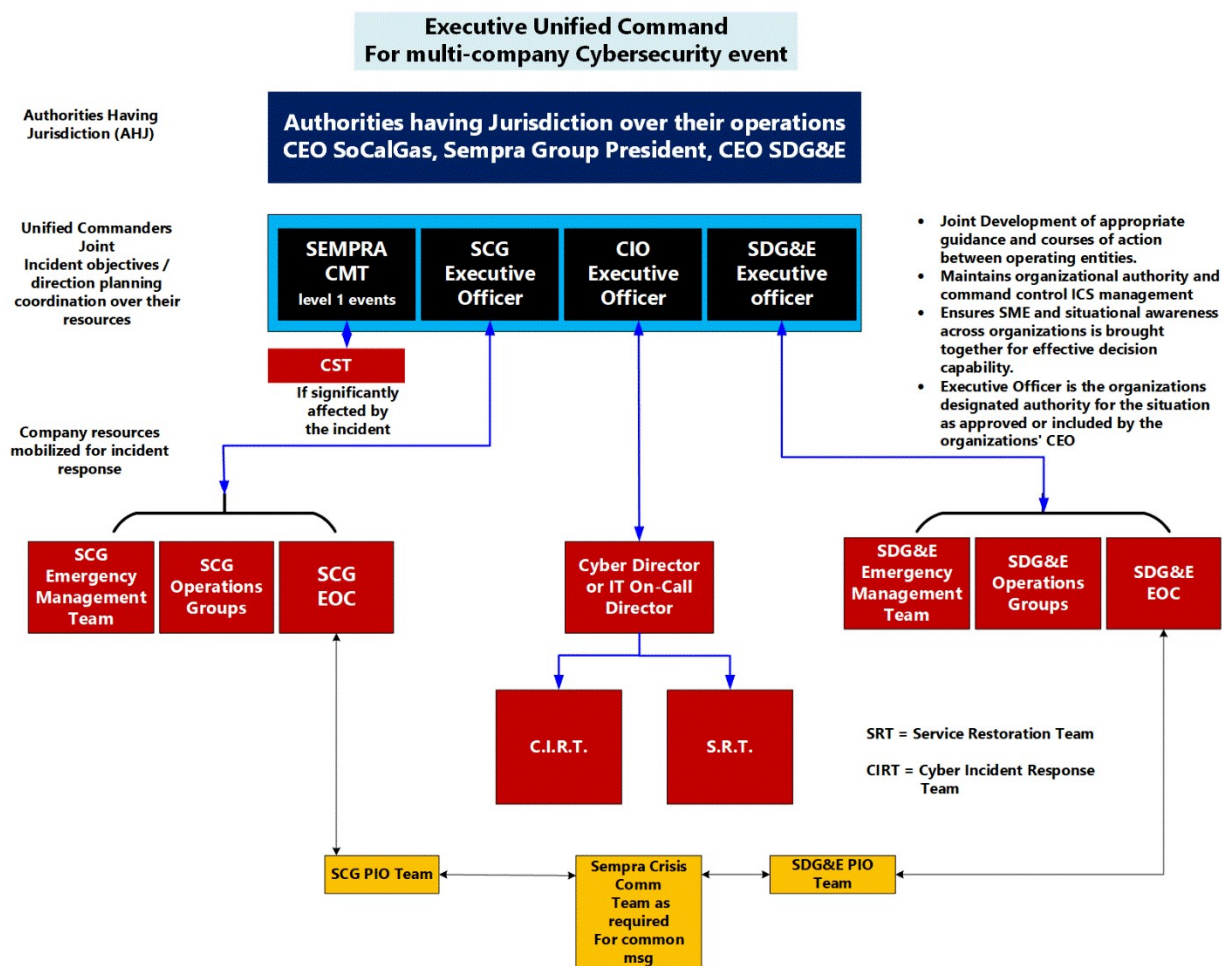 Executive Unified Command
For multi-company Cybersecurity event
Authorities Having
Jurisdiction (AHJ)
Authorities having Jurisdiction over their operations
CEO SoCalGas, Sempra Group President, CEO SDG&E
Unified Commanders
Joint
Incident objectives /
direction planning
coordination over their
resources
SEMPRA
CMT
level 1 events
SCG
Executive
Officer
CIO
Executive
Officer
SDG&E
Executive
officer
• Joint Development of appropriate
guidance and courses of action
between operating entities.
• Maintains organizational authority and
command control ICS management
• Ensures SME and situational awareness
across organizations is brought
together for effective decision
capability.
• Executive Officer is the organizations
designated authority for the situation
as approved or included by the
organizations' CEO
CST
If significantly
affected by
the incident
Company resources
mobilized for incident
response
SCG
Emergency
Management
Team
SCG
Operations
Groups
SCG
EOC
Cyber Director
or IT On-Call
Director
SDG&E
Emergency
Management
Team
SDG&E
Operations
Groups
SDG&E
EOC
C.I.R.T.
S.R.T.
SRT = Service Restoration Team
CIRT = Cyber Incident Response
Team
SCG PIO Team
Sempra Crisis
Comm
Team as
required
For common
msg
SDG&E PIO
Team